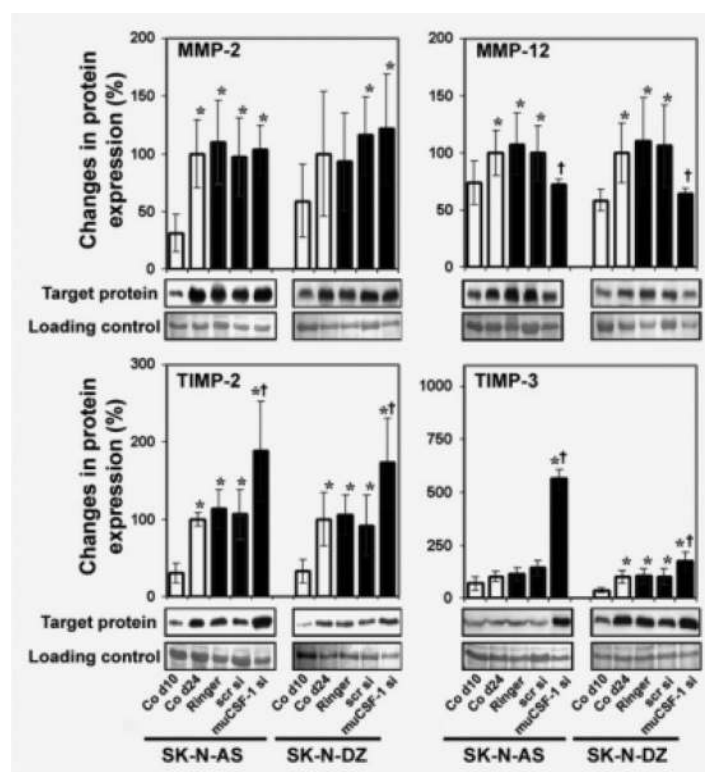 MMP-2
MMP-12
Changes in protein
expression (%)
200
150
100
50
0
* * * * * *
200
150
100
50
0
* * * † * * * †
Target protein
Loading control
TIMP-2
TIMP-3
Changes in protein
expression (%)
300
200
100
0
* * * *† * * * *†
1000
750
500
250
0
*† * * * *†
Target protein
Loading control
Co d10 Co d24 Ringer scr si muCSF-1 si Co d10 Co d24 Ringer scr si muCSF-1 si
Co d10 Co d24 Ringer scr si muCSF-1 si Co d10 Co d24 Ringer scr si muCSF-1 si
SK-N-AS SK-N-DZ SK-N-AS SK-N-DZ